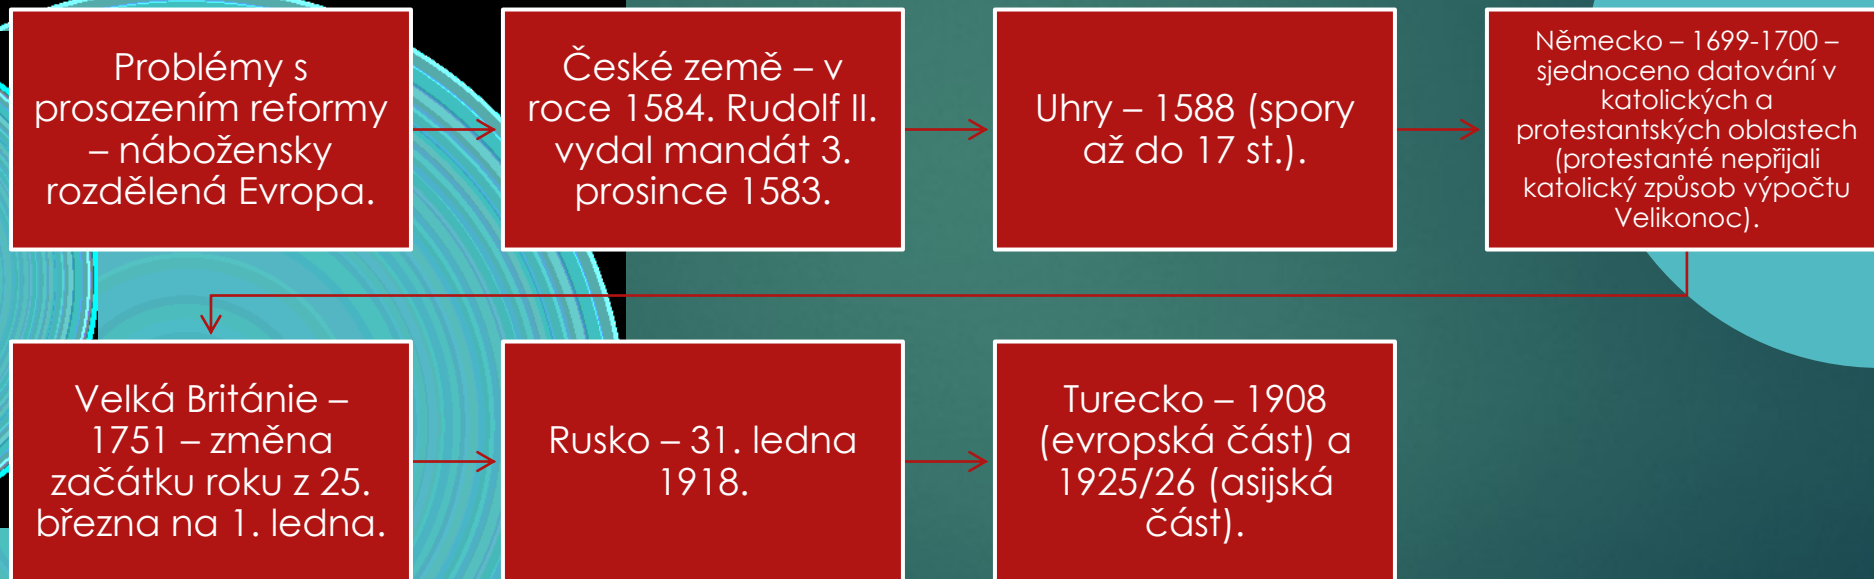 Problémy s
prosazením reformy
– nábožensky
rozdělená Evropa.
České země – v
roce 1584. Rudolf II.
vydal mandát 3.
prosince 1583.
Uhry – 1588 (spory
až do 17 st.).
Německo – 1699-1700 –
sjednoceno datování v
katolických a
protestantských oblastech
(protestanté nepřijali
katolický způsob výpočtu
Velikonoc).
Velká Británie –
1751 – změna
začátku roku z 25.
března na 1. ledna.
Rusko – 31. ledna
1918.
Turecko – 1908
(evropská část) a
1925/26 (asijská
část).